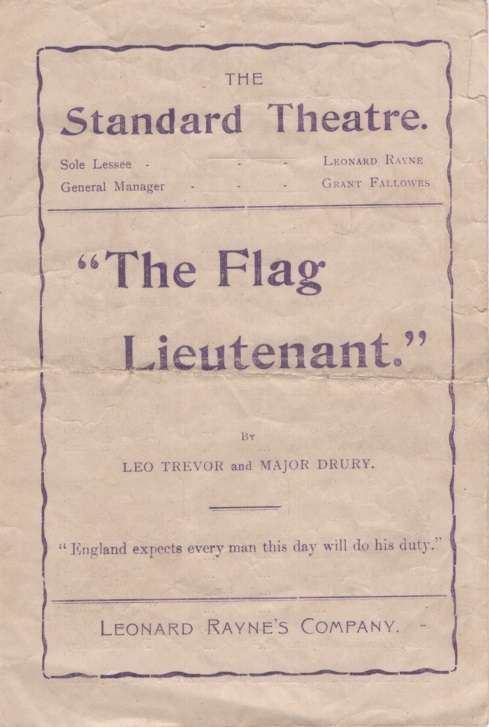 THE
Standard Theatre.
Sole Lessee - - - LEONARD RAYNE
General Manager - - - GRANT FALLOWES
"The Flag
Lieutenant."
BY
LEO TREVOR and MAJOR DRURY.
"England expects every man this day will do his duty."
LEONARD RAYNE'S COMPANY.